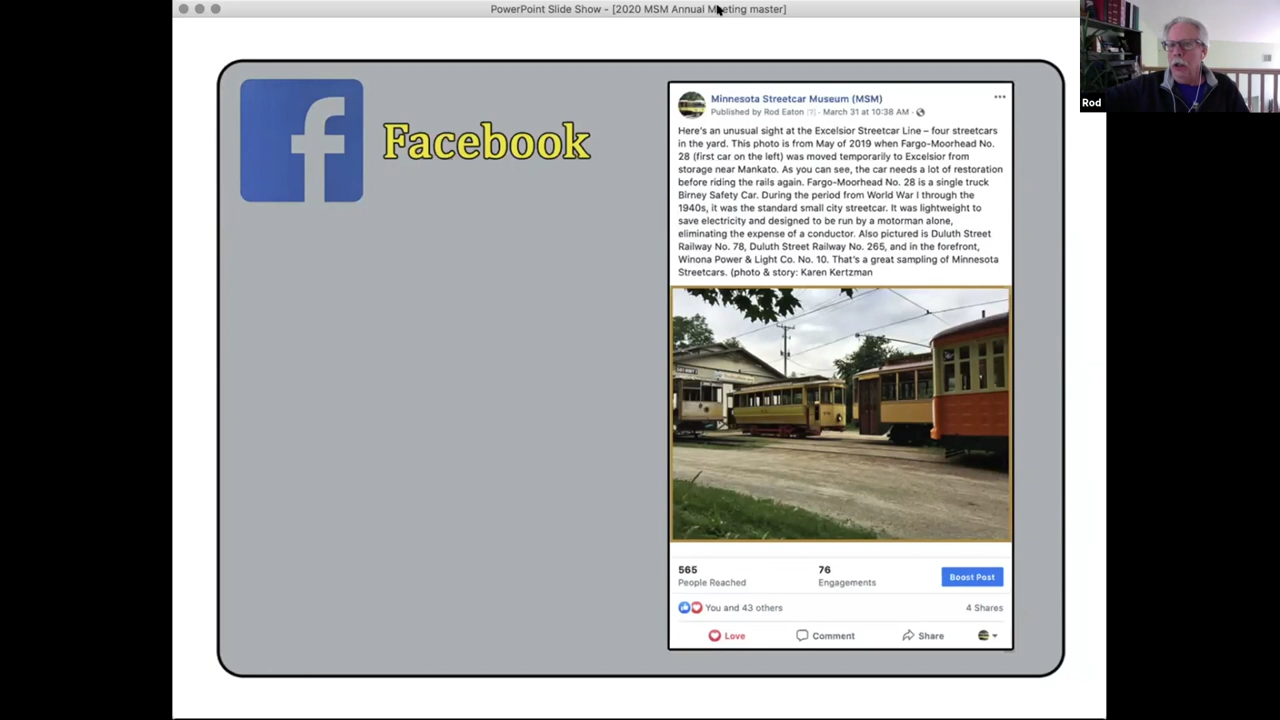 PowerPoint Slide Show - [2020 MSM Annual Meeting master]
Rod
f
Facebook
Minnesota Streetcar Museum (MSM)
Published by Rod Eaton [?] · March 31 at 10:38 AM ·
Here's an unusual sight at the Excelsior Streetcar Line – four streetcars
in the yard. This photo is from May of 2019 when Fargo-Moorhead No.
28 (first car on the left) was moved temporarily to Excelsior from
storage near Mankato. As you can see, the car needs a lot of restoration
before riding the rails again. Fargo-Moorhead No. 28 is a single truck
Birney Safety Car. During the period from World War I through the
1940s, it was the standard small city streetcar. It was lightweight to
save electricity and designed to be run by a motorman alone,
eliminating the expense of a conductor. Also pictured is Duluth Street
Railway No. 78, Duluth Street Railway No. 265, and in the forefront,
Winona Power & Light Co. No. 10. That's a great sampling of Minnesota
Streetcars. (photo & story: Karen Kertzman
565
People Reached
76
Engagements
Boost Post
You and 43 others
4 Shares
Love
Comment
Share